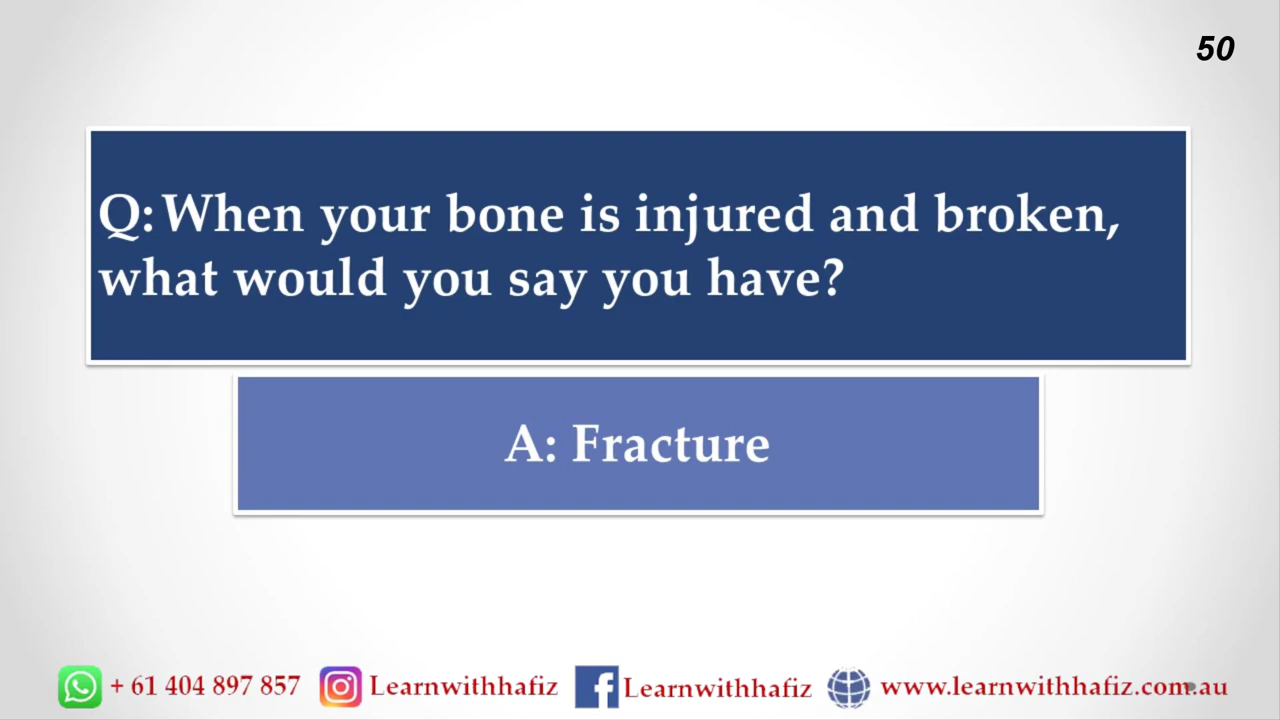 50
Q: When your bone is injured and broken,
what would you say you have?
A: Fracture
+ 61 404 897 857 Learnwithhafiz Learnwithhafiz www.learnwithhafiz.com.au